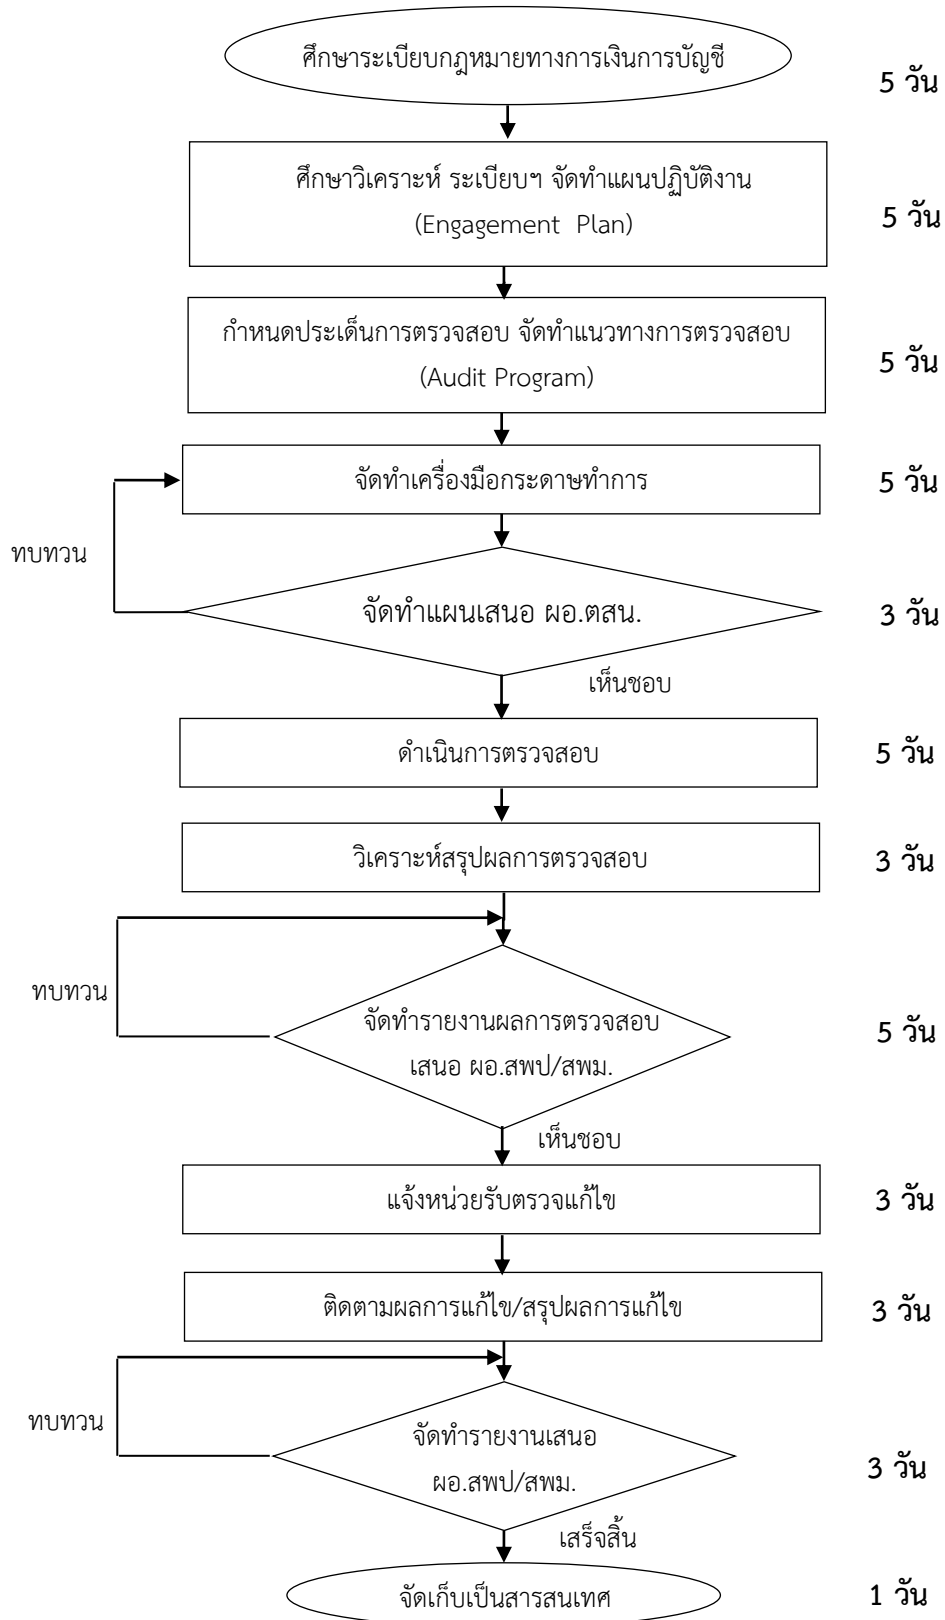 ศึกษาระเบียบกฎหมายทางการเงินการบัญชี
5 วัน
ศึกษาวิเคราะห์ ระเบียบฯ จัดทำแผนปฏิบัติงาน
(Engagement Plan)
5 วัน
กำหนดประเด็นการตรวจสอบ จัดทำแนวทางการตรวจสอบ
(Audit Program)
5 วัน
จัดทำเครื่องมือกระดาษทำการ
5 วัน
ทบทวน
จัดทำแผนเสนอ ผอ.ตสน.
3 วัน
เห็นชอบ
ดำเนินการตรวจสอบ
5 วัน
วิเคราะห์สรุปผลการตรวจสอบ
3 วัน
ทบทวน
จัดทำรายงานผลการตรวจสอบ
เสนอ ผอ.สพป/สพม.
5 วัน
เห็นชอบ
แจ้งหน่วยรับตรวจแก้ไข
3 วัน
ติดตามผลการแก้ไข/สรุปผลการแก้ไข
3 วัน
ทบทวน
จัดทำรายงานเสนอ
ผอ.สพป/สพม.
3 วัน
เสร็จสิ้น
จัดเก็บเป็นสารสนเทศ
1 วัน